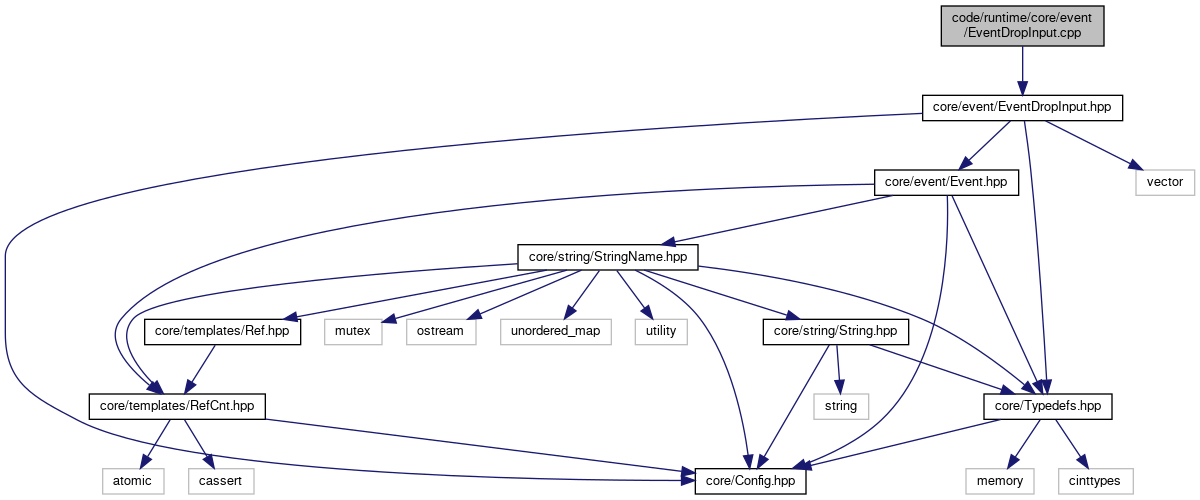 code/runtime/core/event
/EventDropInput.cpp
core/event/EventDropInput.hpp
core/event/Event.hpp
vector
core/string/StringName.hpp
core/templates/Ref.hpp
mutex
ostream
unordered_map
utility
core/string/String.hpp
core/templates/RefCnt.hpp
string
core/Typedefs.hpp
atomic
cassert
core/Config.hpp
memory
cinttypes